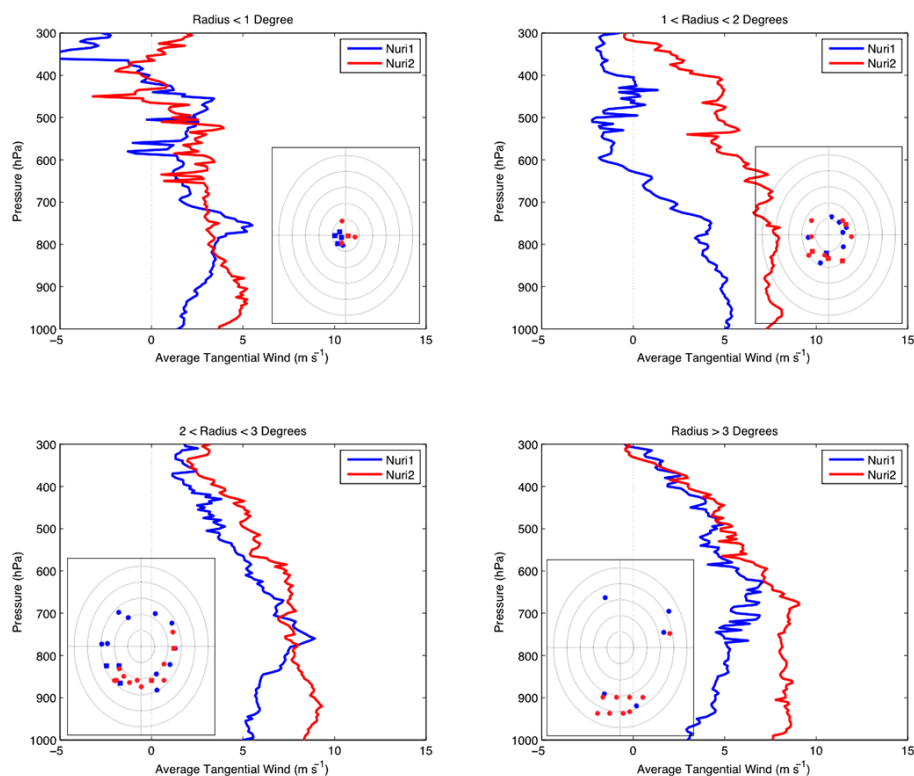 Radius < 1 Degree
300
400
500
600
700
800
900
1000
Pressure (hPa)
Nuri1
Nuri2
−5 0 5 10 15
Average Tangential Wind (m s⁻¹)
1 < Radius < 2 Degrees
300
400
500
600
700
800
900
1000
Pressure (hPa)
Nuri1
Nuri2
−5 0 5 10 15
Average Tangential Wind (m s⁻¹)
2 < Radius < 3 Degrees
300
400
500
600
700
800
900
1000
Pressure (hPa)
Nuri1
Nuri2
−5 0 5 10 15
Average Tangential Wind (m s⁻¹)
Radius > 3 Degrees
300
400
500
600
700
800
900
1000
Pressure (hPa)
Nuri1
Nuri2
−5 0 5 10 15
Average Tangential Wind (m s⁻¹)